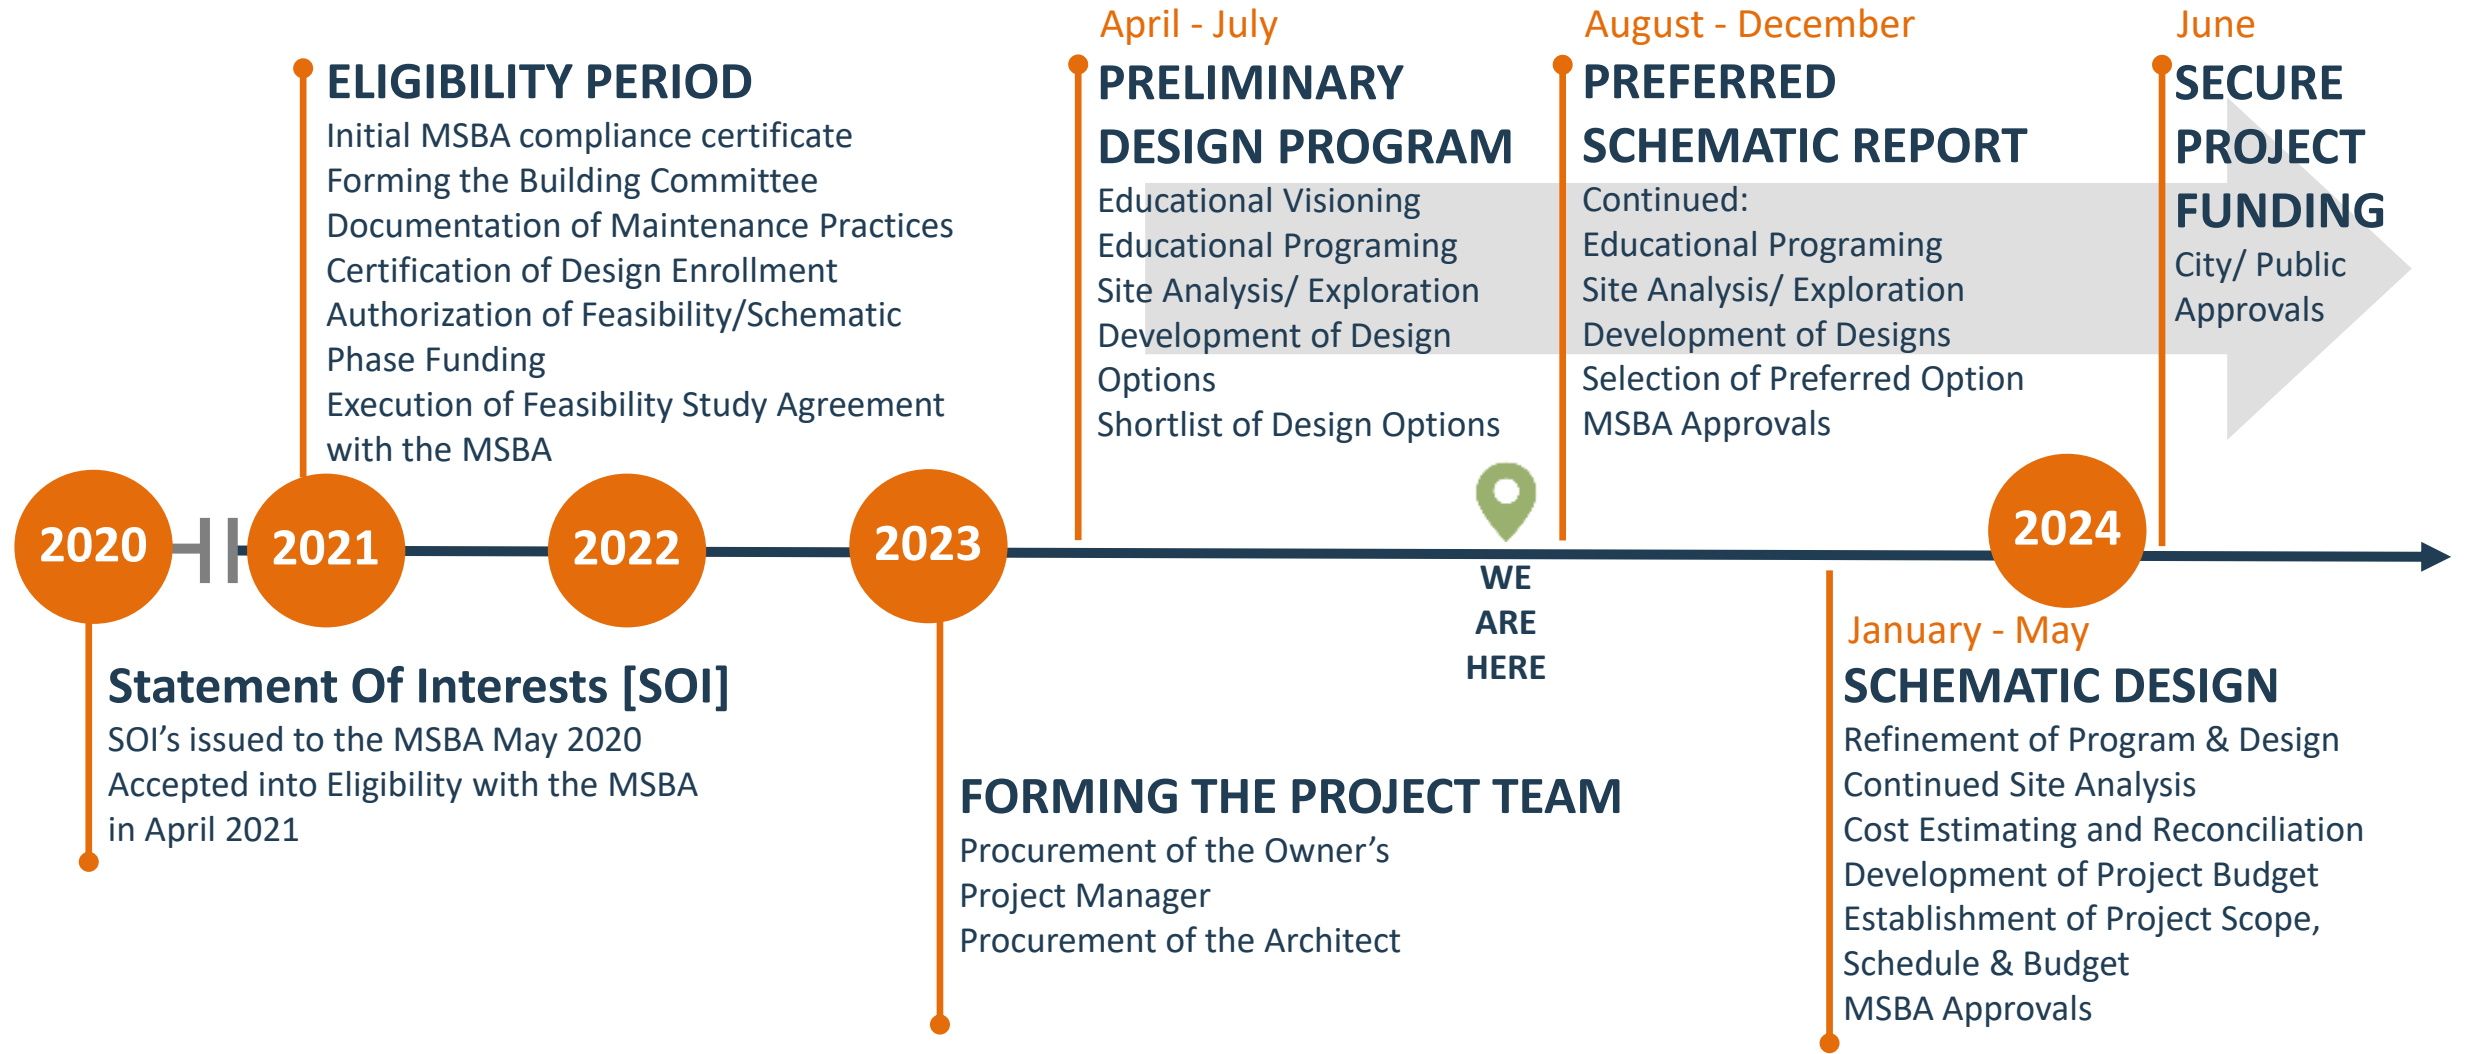 ELIGIBILITY PERIOD
Initial MSBA compliance certificate
Forming the Building Committee
Documentation of Maintenance Practices
Certification of Design Enrollment
Authorization of Feasibility/Schematic
Phase Funding
Execution of Feasibility Study Agreement
with the MSBA
April - July
PRELIMINARY
DESIGN PROGRAM
Educational Visioning
Educational Programing
Site Analysis/ Exploration
Development of Design
Options
Shortlist of Design Options
August - December
PREFERRED
SCHEMATIC REPORT
Continued:
Educational Programing
Site Analysis/ Exploration
Development of Designs
Selection of Preferred Option
MSBA Approvals
June
SECURE
PROJECT
FUNDING
City/ Public
Approvals
2020
2021
2022
2023
2024
WE
ARE
HERE
Statement Of Interests [SOI]
SOI’s issued to the MSBA May 2020
Accepted into Eligibility with the MSBA
in April 2021
FORMING THE PROJECT TEAM
Procurement of the Owner’s
Project Manager
Procurement of the Architect
January - May
SCHEMATIC DESIGN
Refinement of Program & Design
Continued Site Analysis
Cost Estimating and Reconciliation
Development of Project Budget
Establishment of Project Scope,
Schedule & Budget
MSBA Approvals